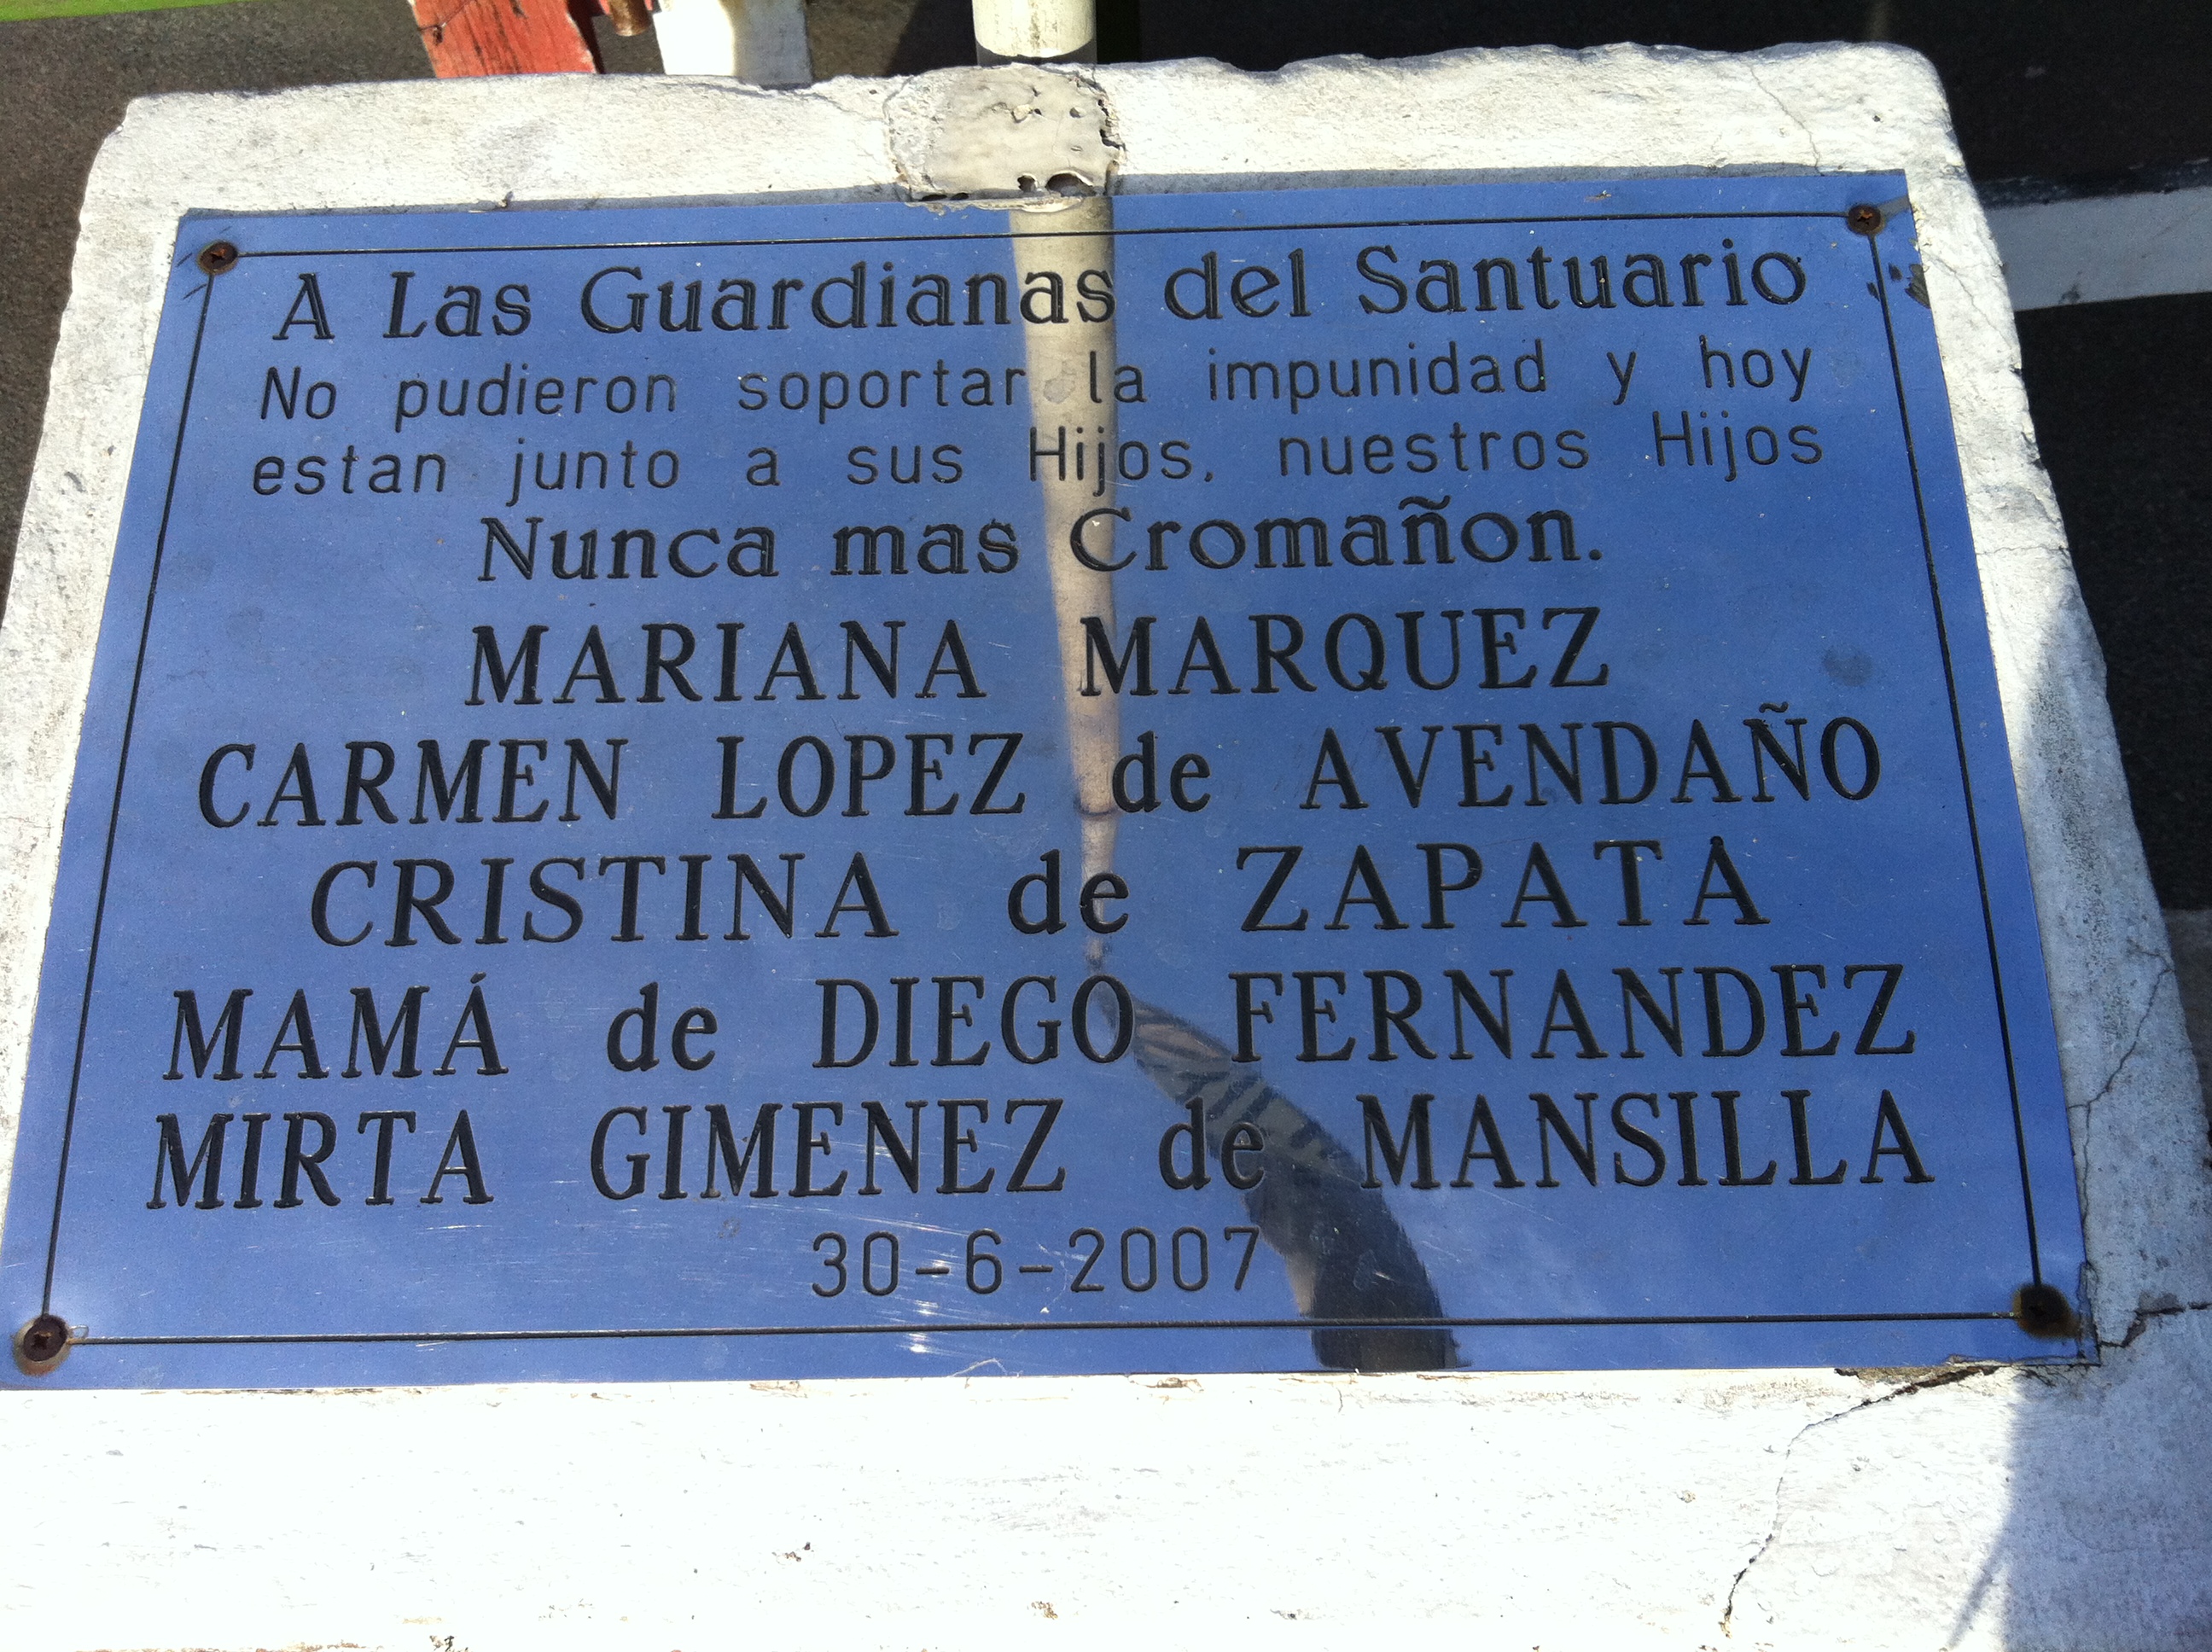 A Las Guardianas del Santuario
No pudieron soportar la impunidad y hoy
estan junto a sus Hijos, nuestros Hijos
Nunca mas Cromañon.
MARIANA MARQUEZ
CARMEN LOPEZ de AVENDAÑO
CRISTINA de ZAPATA
MAMÁ de DIEGO FERNANDEZ
MIRTA GIMENEZ de MANSILLA
30-6-2007